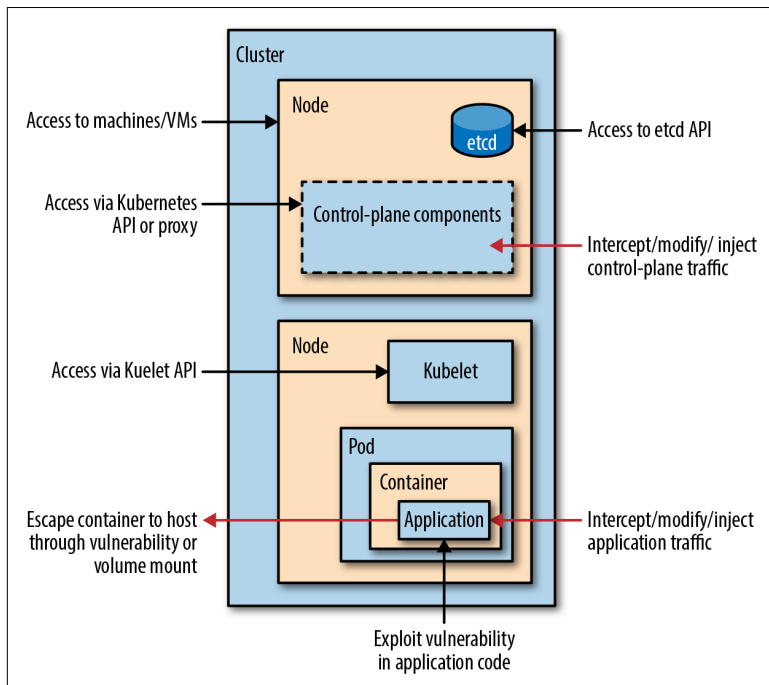 Cluster
Node
Access to machines/VMs
etcd
Access to etcd API
Access via Kubernetes
API or proxy
Control-plane components
Intercept/modify/ inject
control-plane traffic
Node
Access via Kuelet API
Kubelet
Pod
Container
Application
Escape container to host
through vulnerability or
volume mount
Intercept/modify/inject
application traffic
Exploit vulnerability
in application code